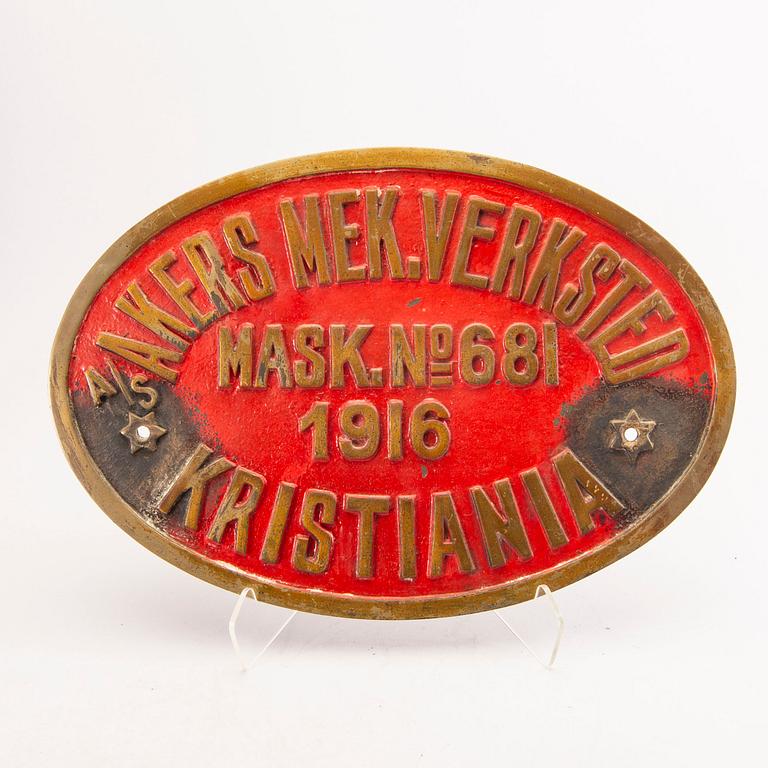 A/S AKERS MEK. VERKSTED
MASK. No 681
1916
KRISTIANIA